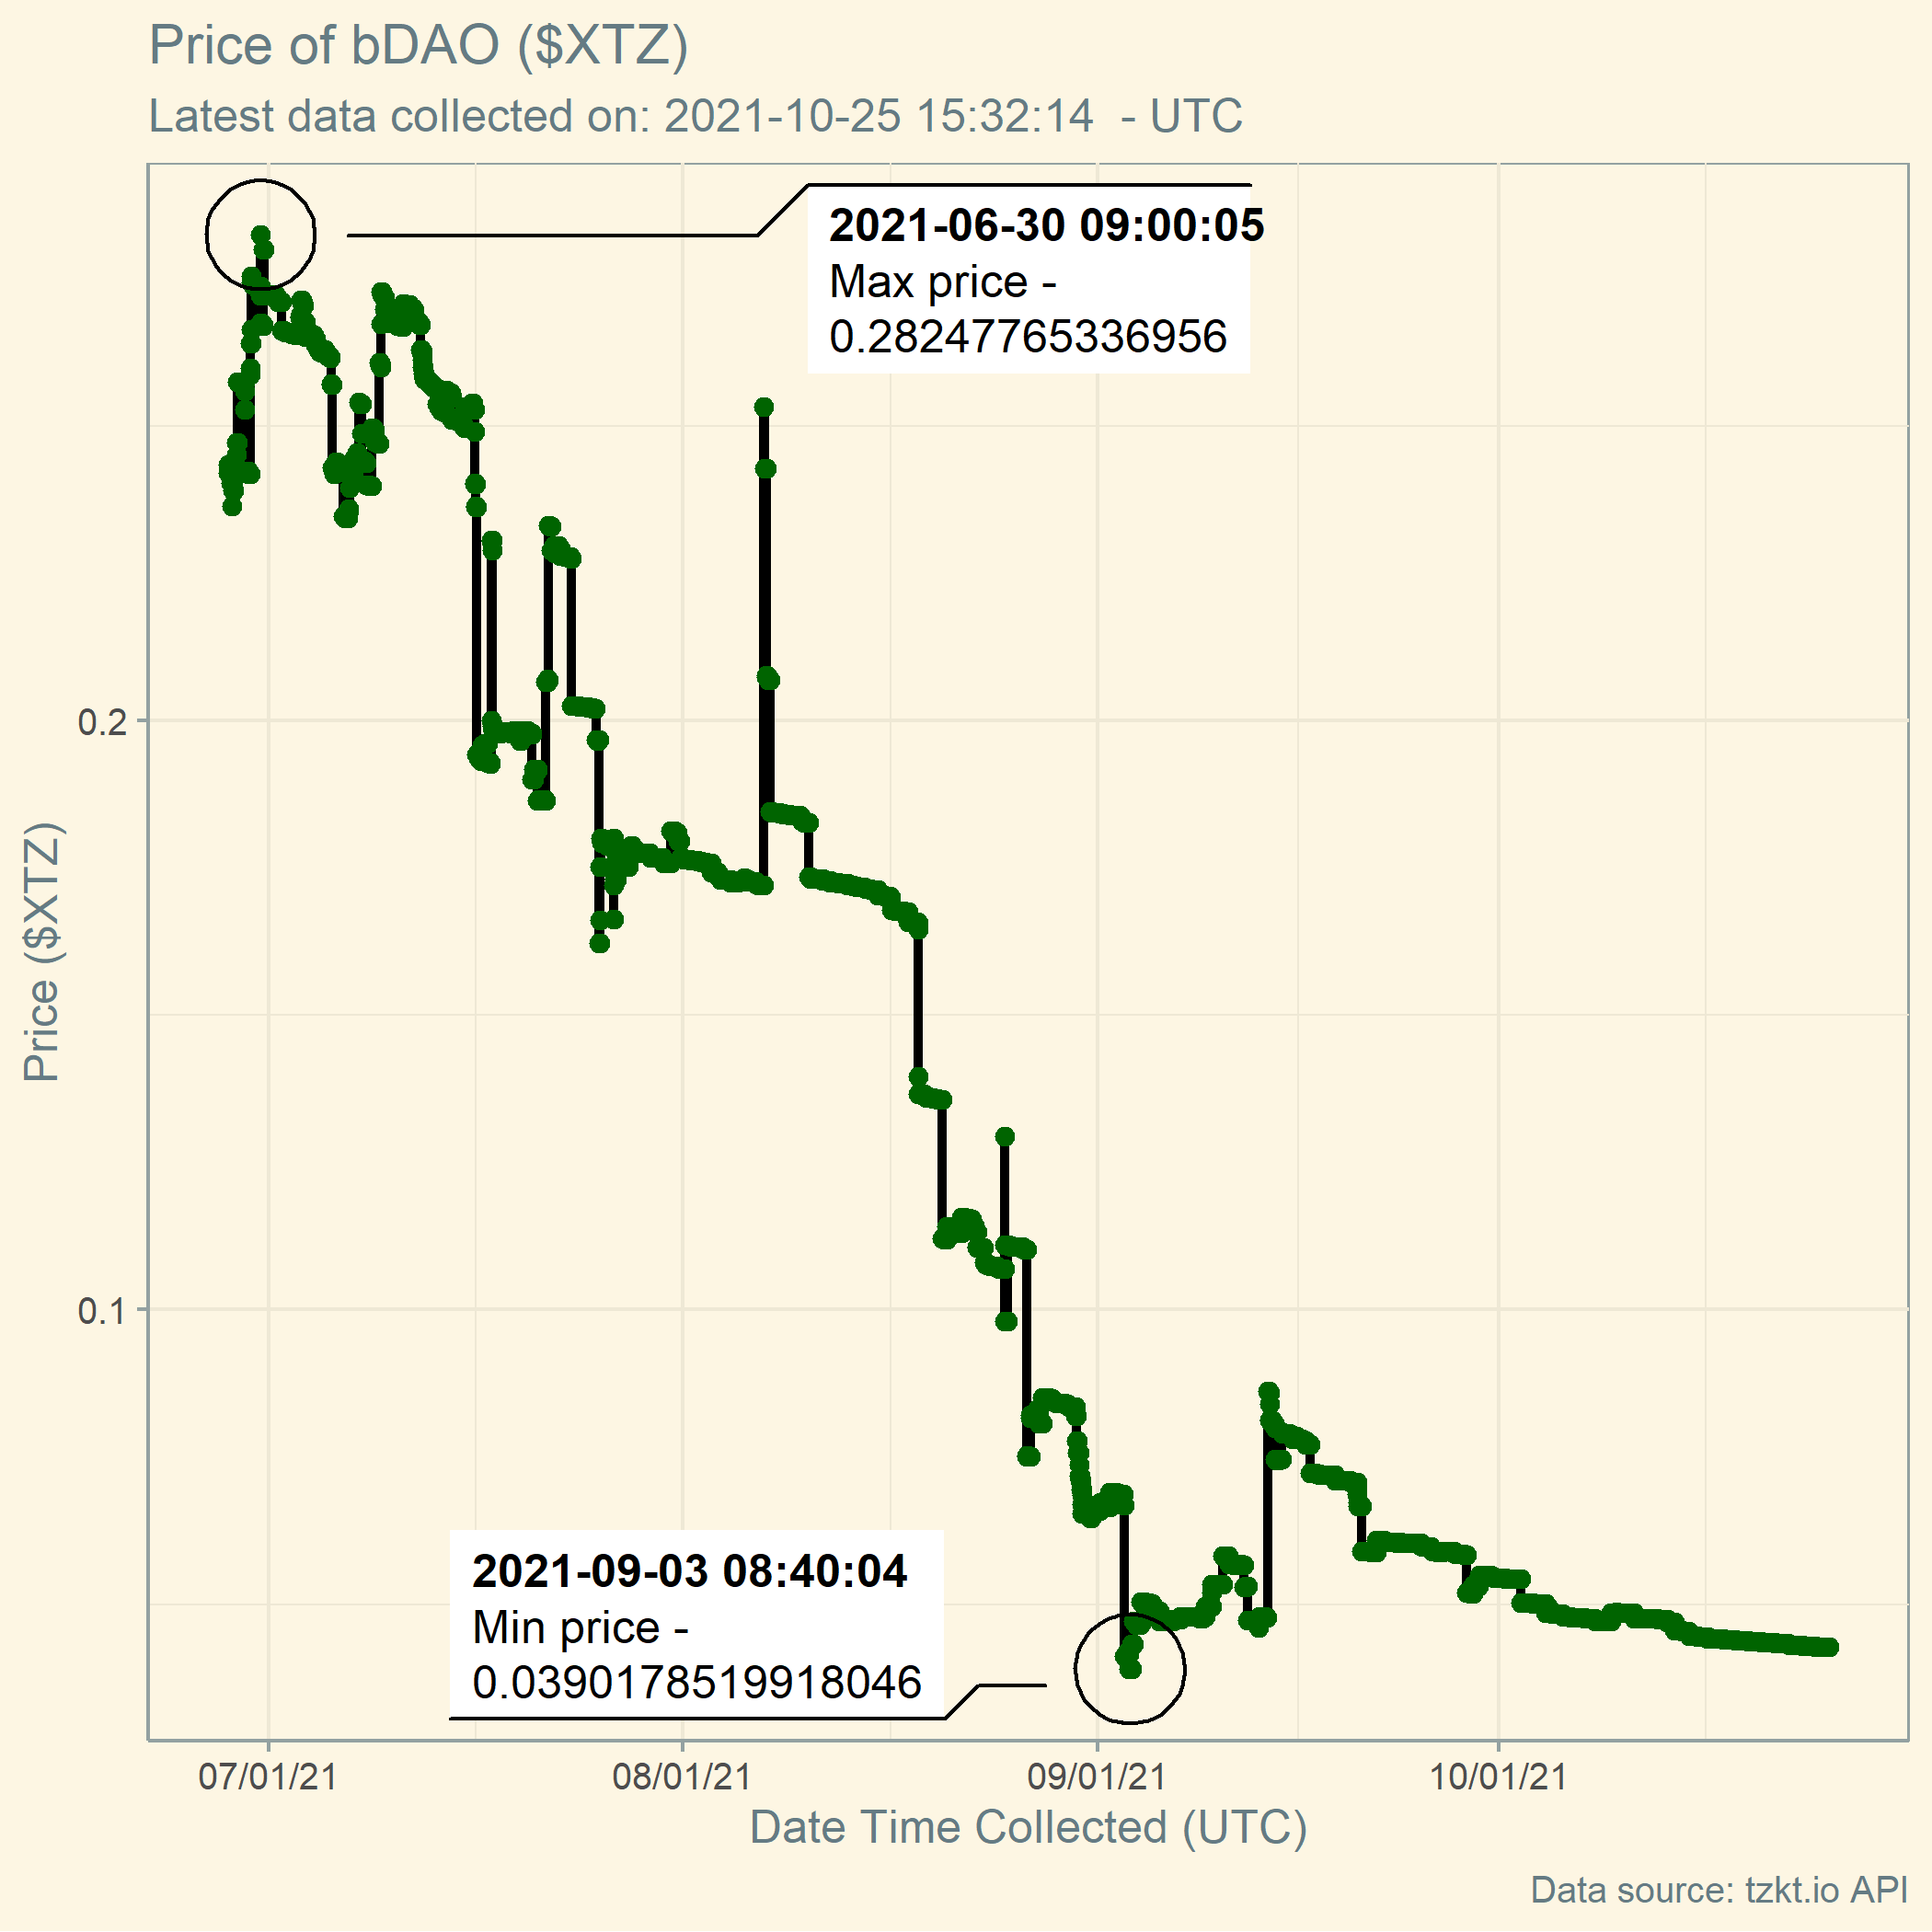 Price of bDAO ($XTZ)
Latest data collected on: 2021-10-25 15:32:14 - UTC
2021-06-30 09:00:05
Max price -
0.28247765336956
0.2
Price ($XTZ)
0.1
2021-09-03 08:40:04
Min price -
0.0390178519918046
07/01/21
08/01/21
09/01/21
10/01/21
Date Time Collected (UTC)
Data source: tzkt.io API